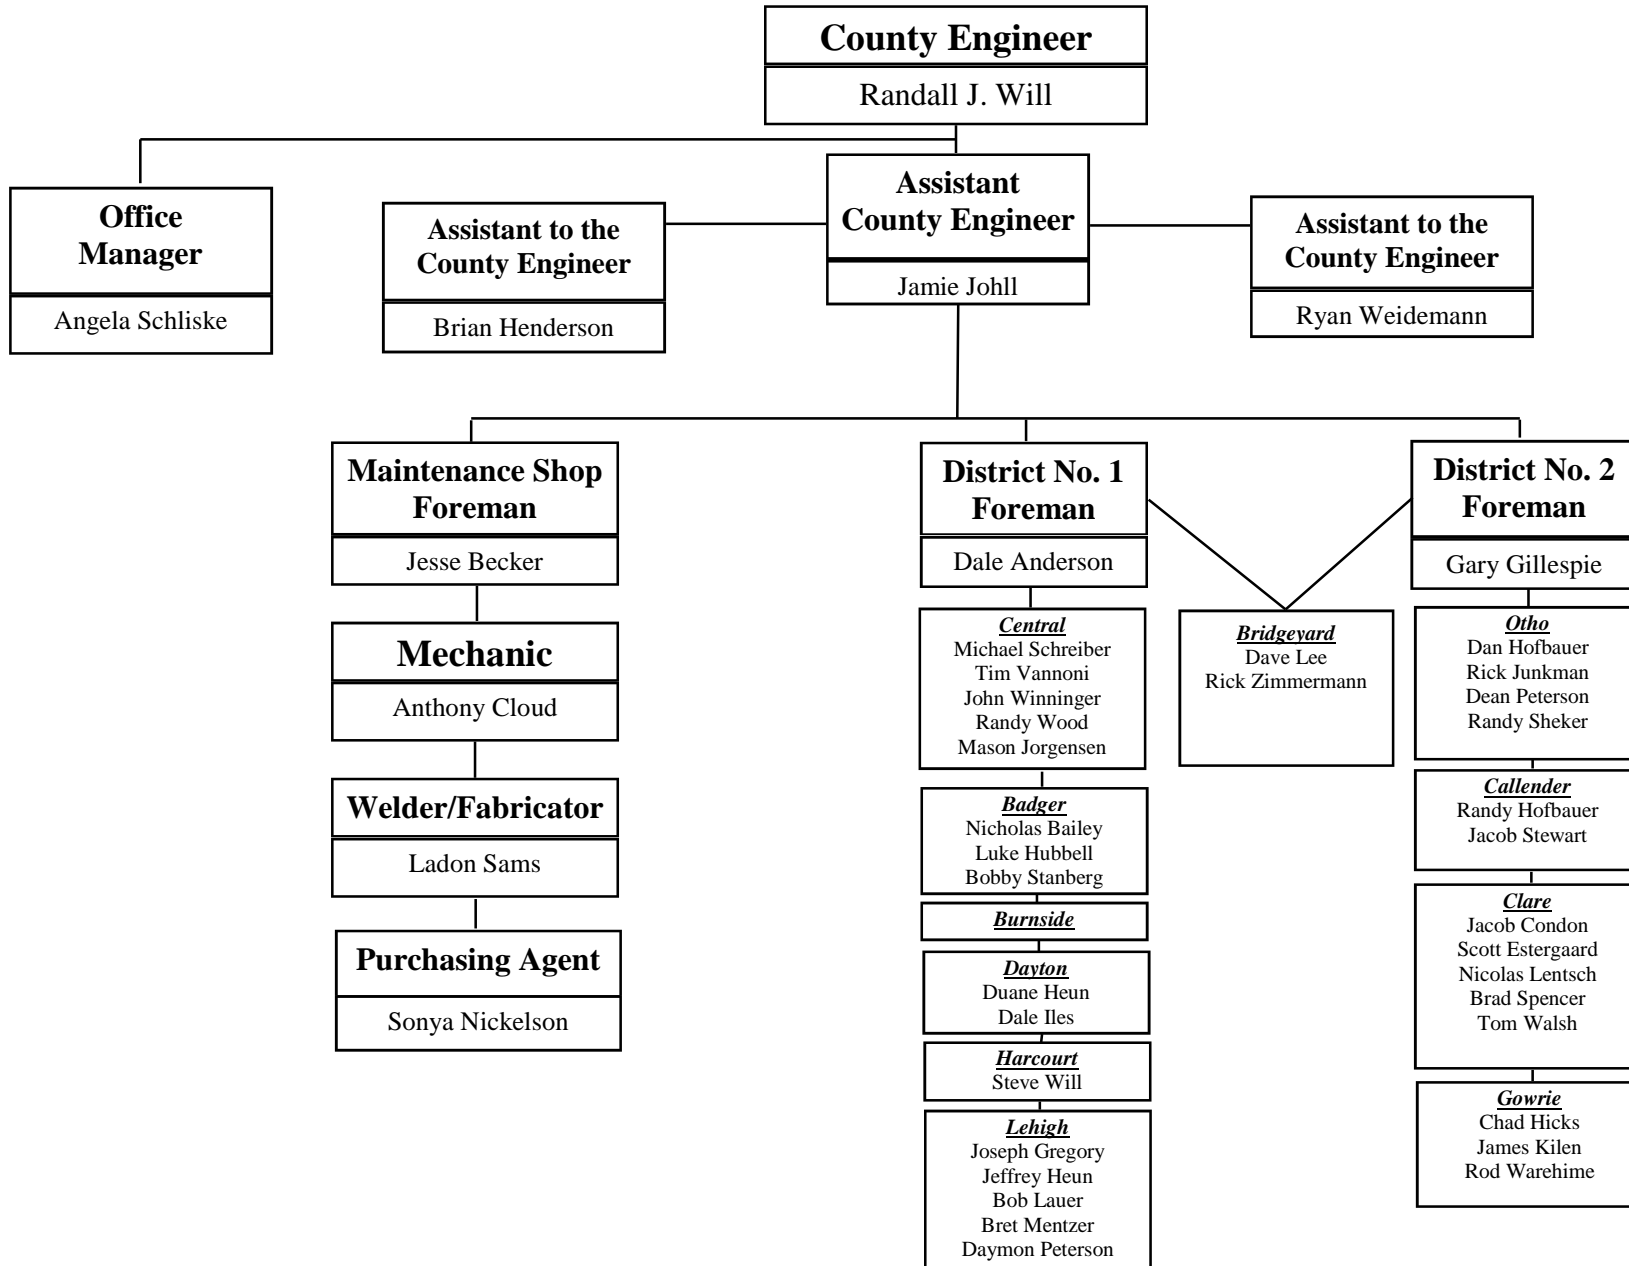 County Engineer
Randall J. Will
Office
Manager
Angela Schliske
Assistant to the
County Engineer
Brian Henderson
Assistant
County Engineer
Jamie Johll
Assistant to the
County Engineer
Ryan Weidemann
Maintenance Shop
Foreman
Jesse Becker
Mechanic
Anthony Cloud
Welder/Fabricator
Ladon Sams
Purchasing Agent
Sonya Nickelson
District No. 1
Foreman
Dale Anderson
Central
Michael Schreiber
Tim Vannoni
John Winninger
Randy Wood
Mason Jorgensen
Badger
Nicholas Bailey
Luke Hubbell
Bobby Stanberg
Burnside
Dayton
Duane Heun
Dale Iles
Harcourt
Steve Will
Lehigh
Joseph Gregory
Jeffrey Heun
Bob Lauer
Bret Mentzer
Daymon Peterson
Bridgeyard
Dave Lee
Rick Zimmermann
District No. 2
Foreman
Gary Gillespie
Otho
Dan Hofbauer
Rick Junkman
Dean Peterson
Randy Sheker
Callender
Randy Hofbauer
Jacob Stewart
Clare
Jacob Condon
Scott Estergaard
Nicolas Lentsch
Brad Spencer
Tom Walsh
Gowrie
Chad Hicks
James Kilen
Rod Warehime